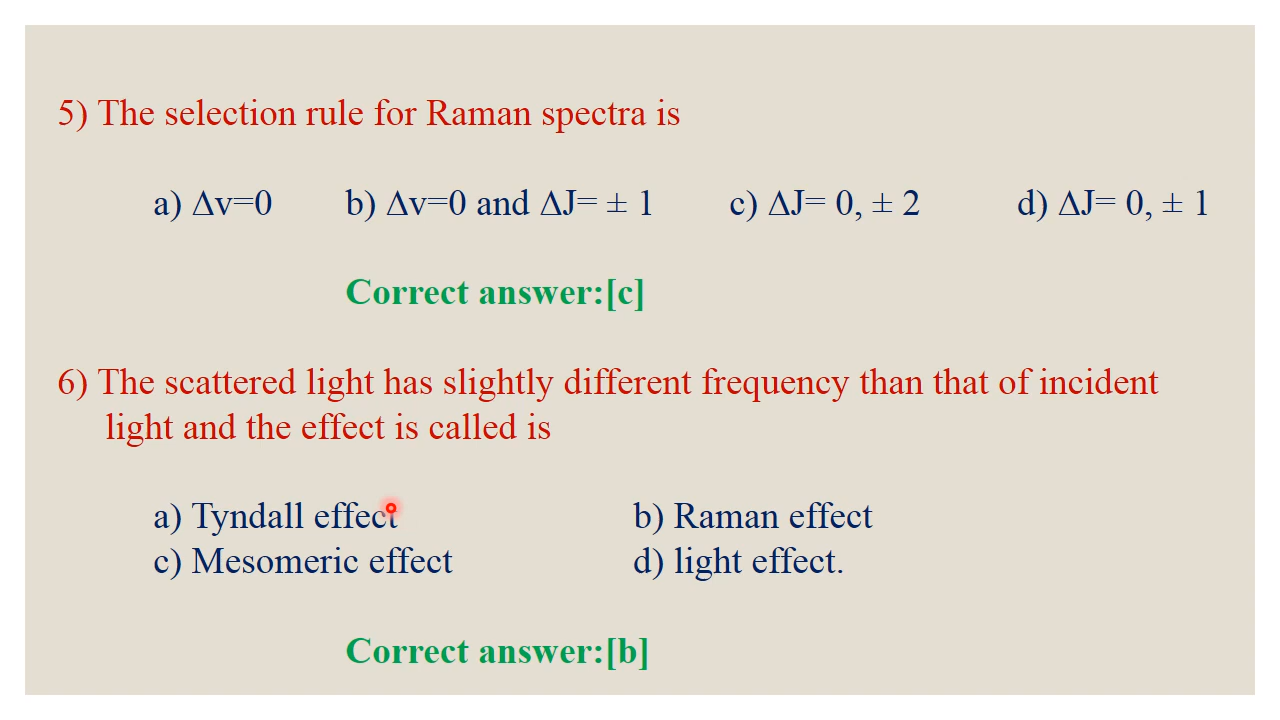 5) The selection rule for Raman spectra is
a) Δv=0 b) Δv=0 and ΔJ= ± 1 c) ΔJ= 0, ± 2 d) ΔJ= 0, ± 1
Correct answer:[c]
6) The scattered light has slightly different frequency than that of incident
light and the effect is called is
a) Tyndall effect b) Raman effect
c) Mesomeric effect d) light effect.
Correct answer:[b]